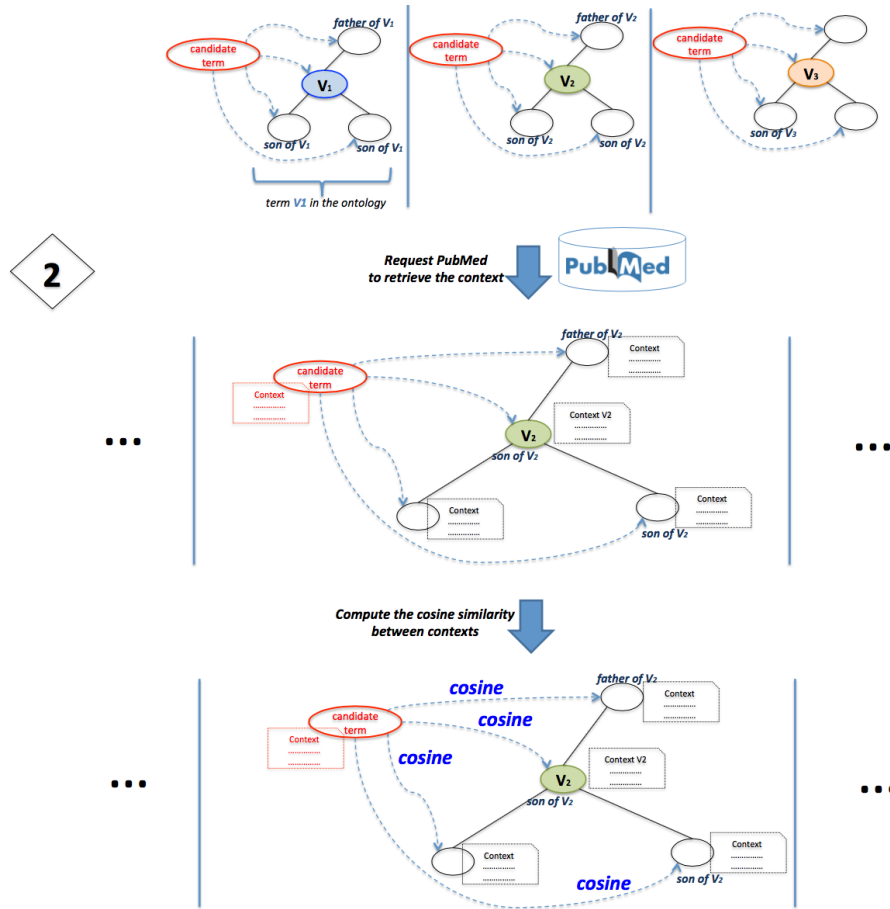 father of V1
candidate
term
V1
son of V1
son of V1
term V1 in the ontology
father of V2
candidate
term
V2
son of V2
son of V2
candidate
term
V3
son of V3
2
Request PubMed
to retrieve the context
PubMed
...
father of V2
Context
...............
...............
candidate
term
Context
...............
...............
Context V2
...............
...............
V2
son of V2
Context
...............
...............
Context
...............
...............
son of V2
...
Compute the cosine similarity
between contexts
...
father of V2
Context
...............
...............
cosine
candidate
term
cosine
Context
...............
...............
cosine
Context V2
...............
...............
V2
son of V2
Context
...............
...............
Context
...............
...............
cosine
son of V2
...